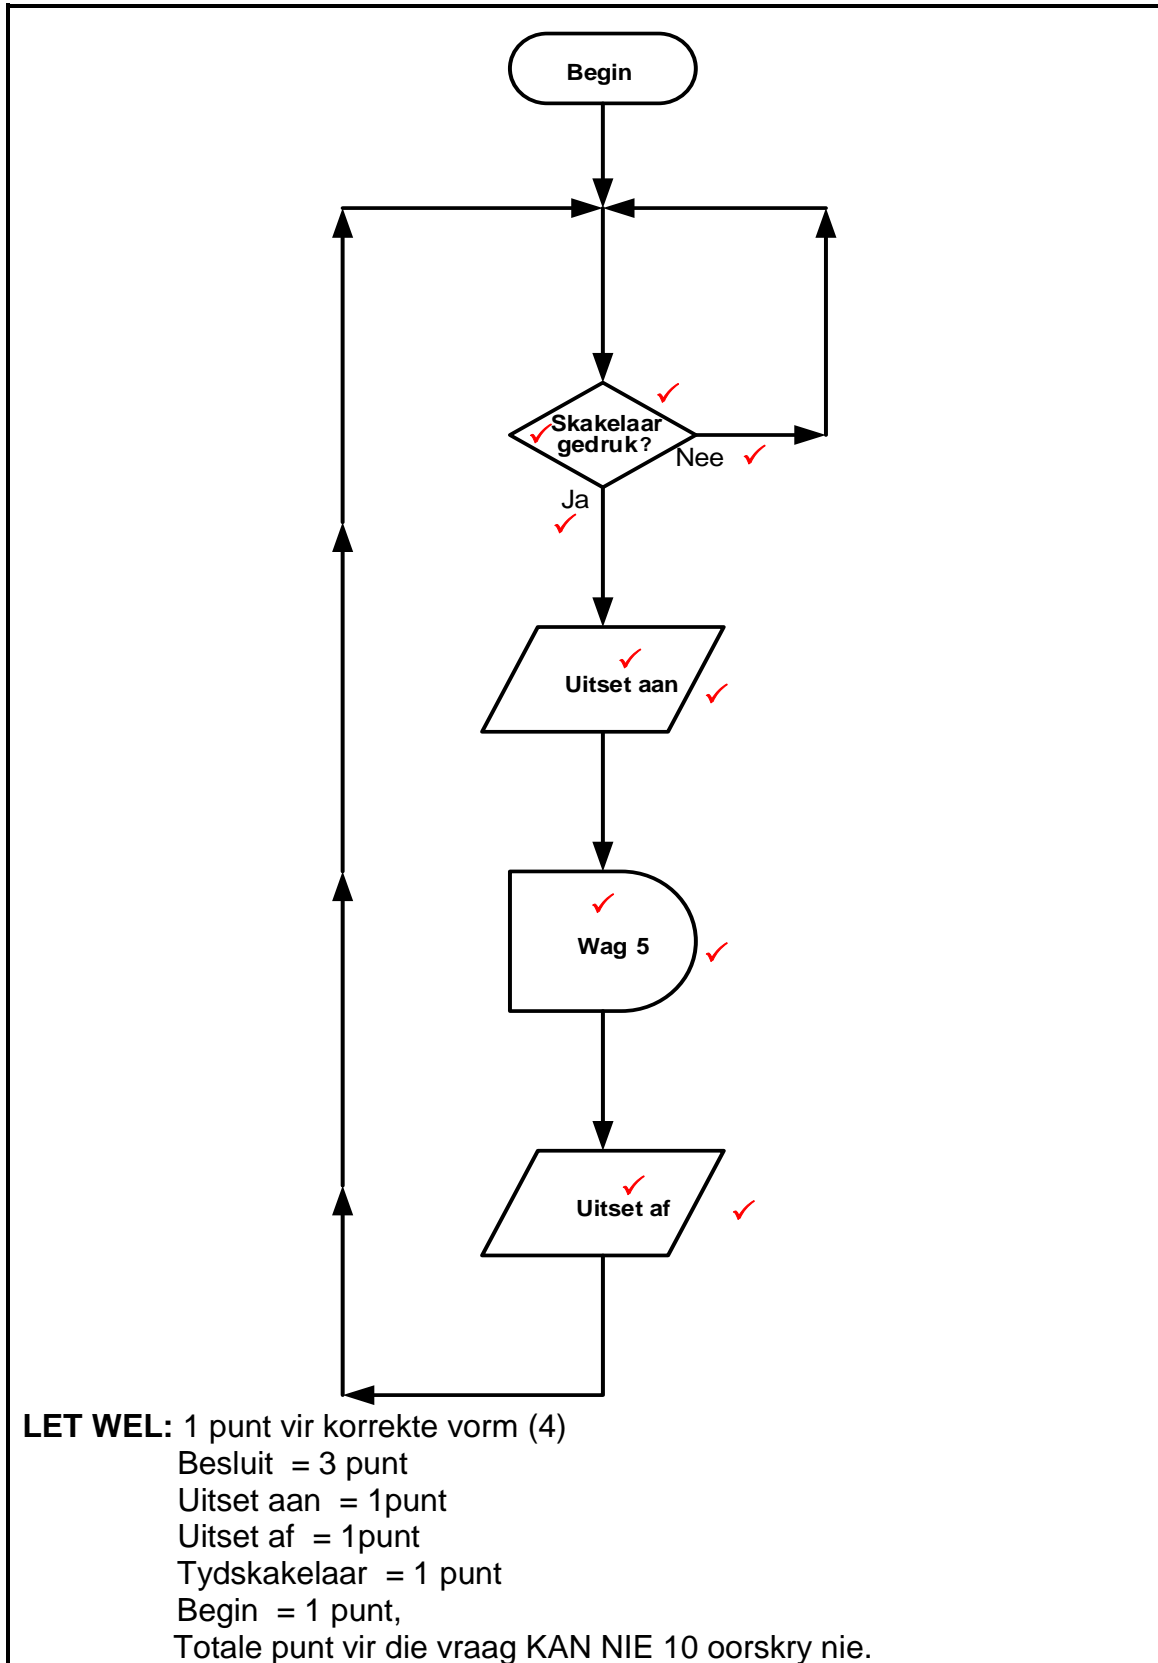 Begin
Skakelaar
gedruk?
Nee
Ja
Uitset aan
Wag 5
Uitset af
LET WEL: 1 punt vir korrekte vorm (4)
Besluit = 3 punt
Uitset aan = 1punt
Uitset af = 1punt
Tydskakelaar = 1 punt
Begin = 1 punt,
Totale punt vir die vraag KAN NIE 10 oorskry nie.